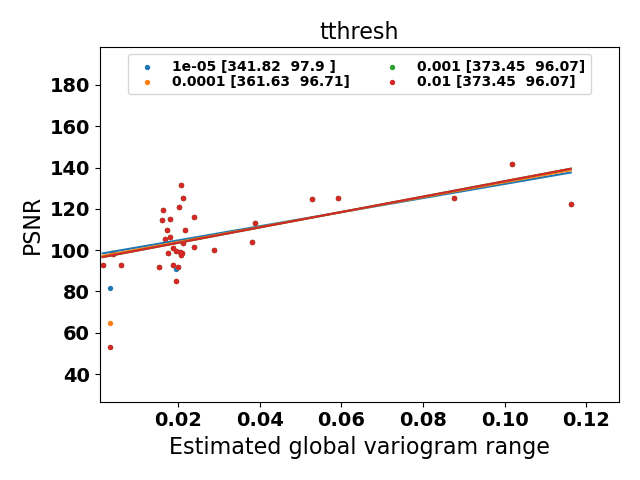 tthresh
1e-05 [341.82  97.9 ]
0.0001 [361.63  96.71]
0.001 [373.45  96.07]
0.01 [373.45  96.07]
180
160
140
120
100
80
60
40
PSNR
0.02 0.04 0.06 0.08 0.10 0.12
Estimated global variogram range